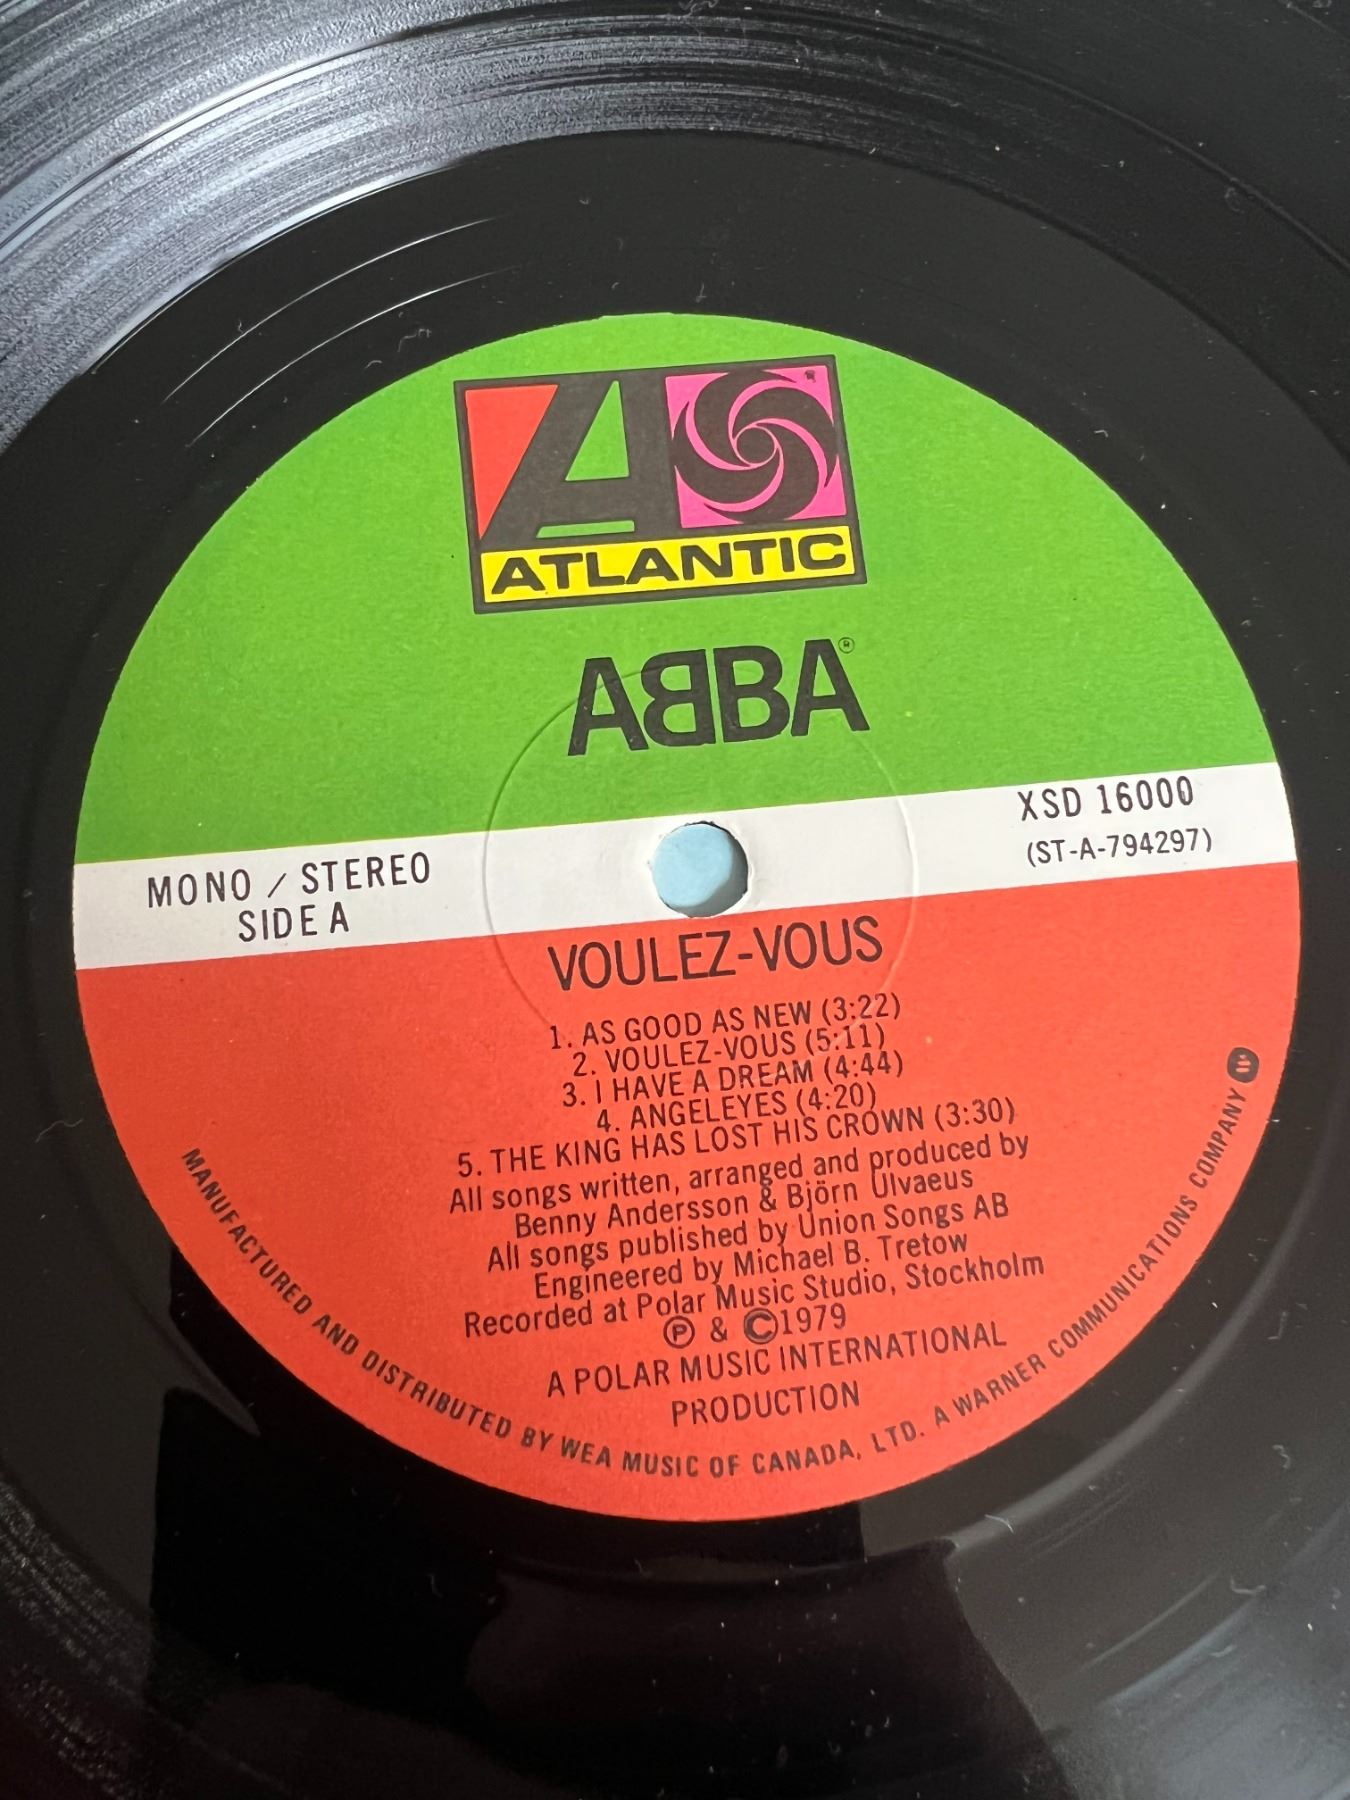 ATLANTIC
ABBA®
XSD 16000
(ST-A-794297)
MONO / STEREO
SIDE A
VOULEZ-VOUS
1. AS GOOD AS NEW (3:22)
2. VOULEZ-VOUS (5:11)
3. I HAVE A DREAM (4:44)
4. ANGELEYES (4:20)
5. THE KING HAS LOST HIS CROWN (3:30)
All songs written, arranged and produced by
Benny Andersson & Björn Ulvaeus
All songs published by Union Songs AB
Engineered by Michael B. Tretow
Recorded at Polar Music Studio, Stockholm
Ⓟ & ©1979
A POLAR MUSIC INTERNATIONAL
PRODUCTION
MANUFACTURED AND DISTRIBUTED BY WEA MUSIC OF CANADA, LTD. A WARNER COMMUNICATIONS COMPANY